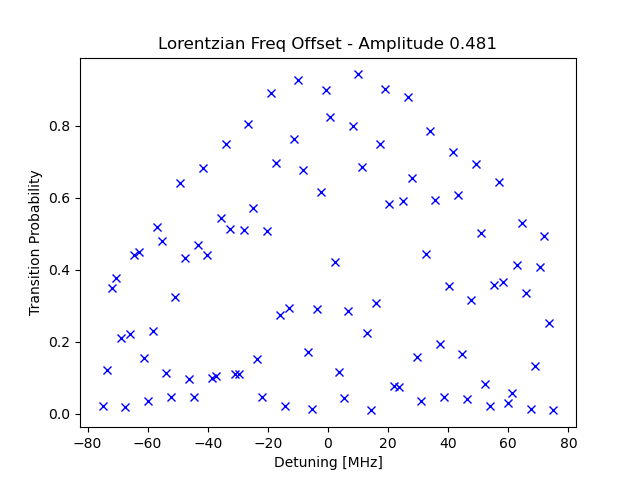 Lorentzian Freq Offset - Amplitude 0.481
Transition Probability
0.8
0.6
0.4
0.2
0.0
−80 −60 −40 −20 0 20 40 60 80
Detuning [MHz]